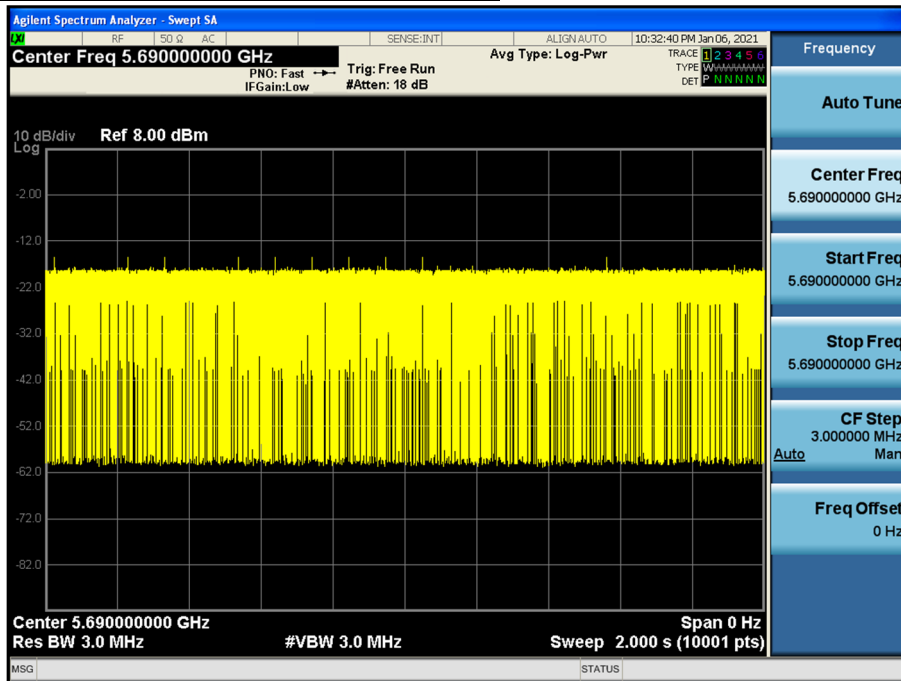 Agilent Spectrum Analyzer - Swept SA
LXI RF 50 Ω AC SENSE:INT ALIGN AUTO 10:32:40 PM Jan 06, 2021
Center Freq 5.690000000 GHz
PNO: Fast
IFGain:Low
Trig: Free Run
#Atten: 18 dB
Avg Type: Log-Pwr
TRACE 1 2 3 4 5 6
TYPE WWWWWW
DET P N N N N N
10 dB/div
Log
Ref 8.00 dBm
-2.00
-12.0
-22.0
-32.0
-42.0
-52.0
-62.0
-72.0
-82.0
Center 5.690000000 GHz
Span 0 Hz
Res BW 3.0 MHz
#VBW 3.0 MHz
Sweep 2.000 s (10001 pts)
MSG
STATUS
Frequency
Auto Tune
Center Freq
5.690000000 GHz
Start Freq
5.690000000 GHz
Stop Freq
5.690000000 GHz
CF Step
3.000000 MHz
Auto Man
Freq Offset
0 Hz